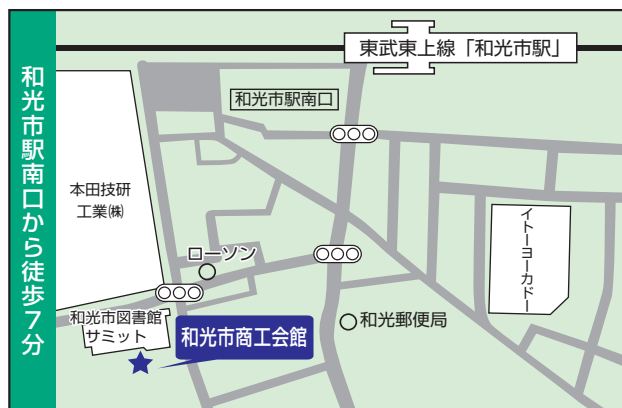 和光市駅南口から徒歩7分
東武東上線「和光市駅」
和光市駅南口
本田技研
工業㈱
イトーヨーカドー
ローソン
和光郵便局
和光市図書館
サミット
和光市商工会館